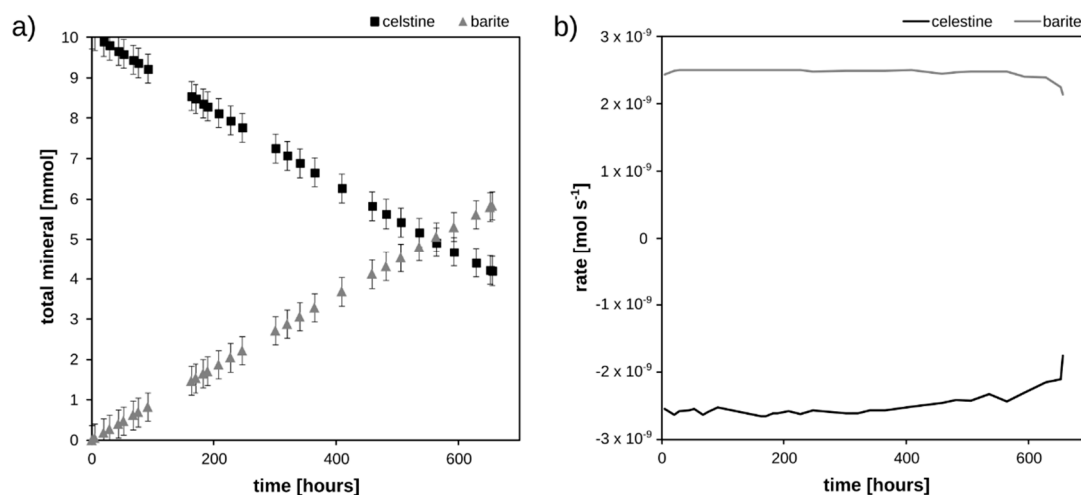 a)
celstine barite
total mineral [mmol]
10
9
8
7
6
5
4
3
2
1
0
0 200 400 600
time [hours]
b)
celestine barite
rate [mol s⁻¹]
3 x 10⁻⁹
2 x 10⁻⁹
1 x 10⁻⁹
0
-1 x 10⁻⁹
-2 x 10⁻⁹
-3 x 10⁻⁹
0 200 400 600
time [hours]